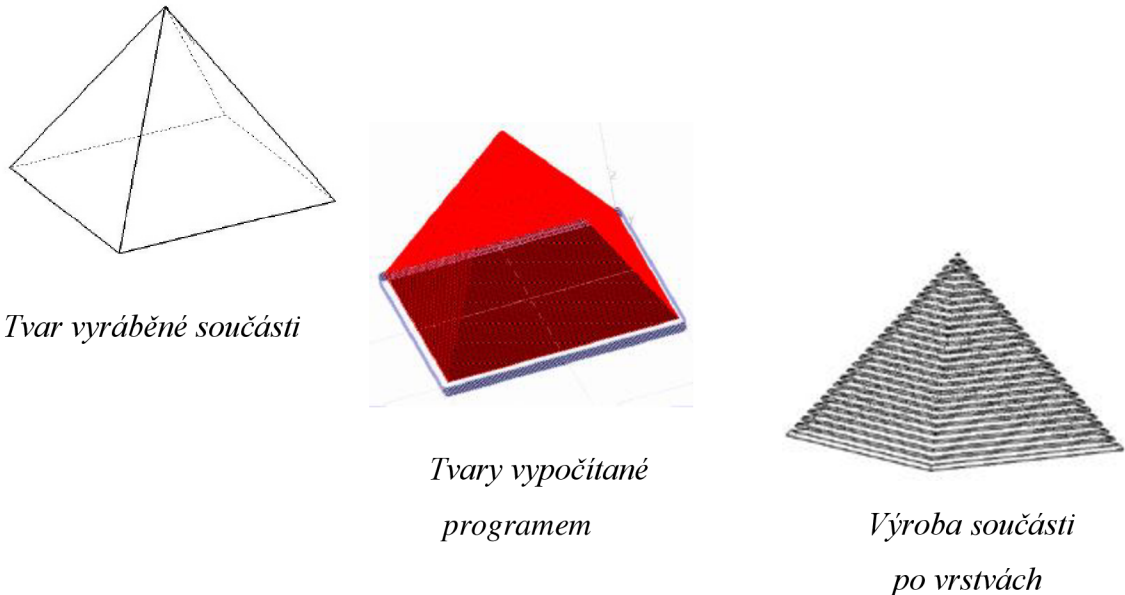 Tvar vyráběné součásti
Tvary vypočítané
programem
Výroba součásti
po vrstvách